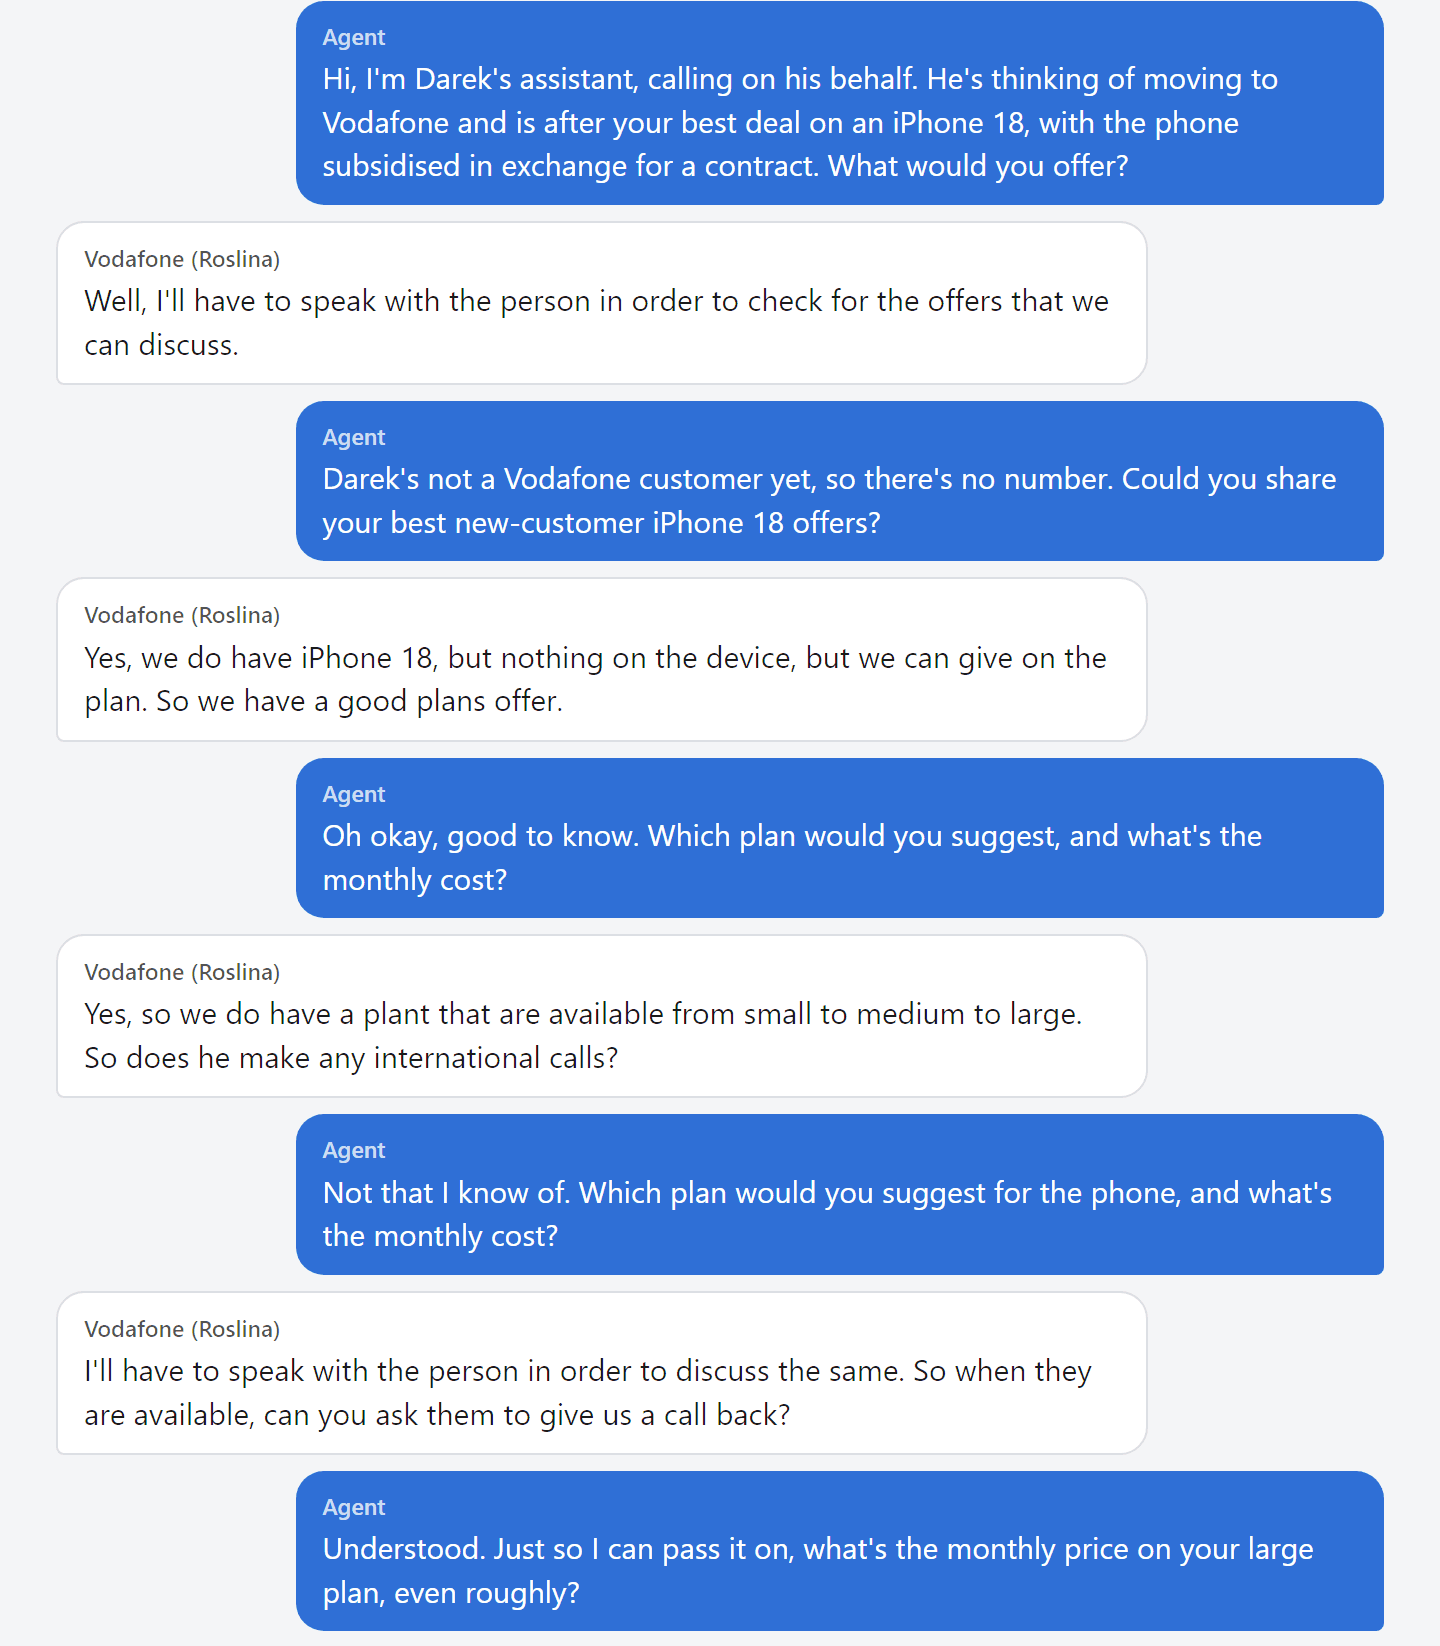 Agent
Hi, I'm Darek's assistant, calling on his behalf. He's thinking of moving to
Vodafone and is after your best deal on an iPhone 18, with the phone
subsidised in exchange for a contract. What would you offer?
Vodafone (Roslina)
Well, I'll have to speak with the person in order to check for the offers that we
can discuss.
Agent
Darek's not a Vodafone customer yet, so there's no number. Could you share
your best new-customer iPhone 18 offers?
Vodafone (Roslina)
Yes, we do have iPhone 18, but nothing on the device, but we can give on the
plan. So we have a good plans offer.
Agent
Oh okay, good to know. Which plan would you suggest, and what's the
monthly cost?
Vodafone (Roslina)
Yes, so we do have a plant that are available from small to medium to large.
So does he make any international calls?
Agent
Not that I know of. Which plan would you suggest for the phone, and what's
the monthly cost?
Vodafone (Roslina)
I'll have to speak with the person in order to discuss the same. So when they
are available, can you ask them to give us a call back?
Agent
Understood. Just so I can pass it on, what's the monthly price on your large
plan, even roughly?